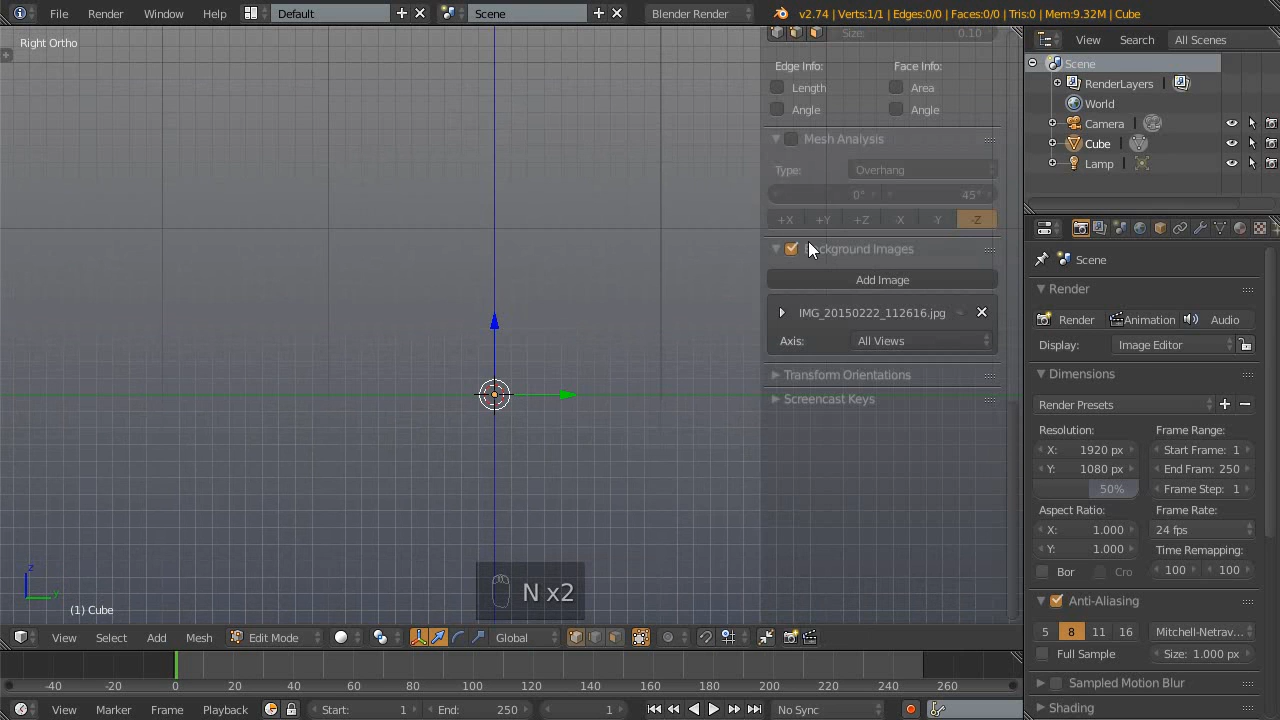 File Render Window Help Default Scene Blender Render v2.74 | Verts:1/1 | Edges:0/0 | Faces:0/0 | Tris:0 | Mem:9.32M | Cube
Right Ortho
Size: 0.10
Edge Info: Face Info:
Length Area
Angle Angle
Mesh Analysis
Type: Overhang
0° 45°
+X +Y +Z -X -Y -Z
Background Images
Add Image
IMG_20150222_112616.jpg
Axis: All Views
Transform Orientations
Screencast Keys
View Search All Scenes
Scene
RenderLayers
World
Camera
Cube
Lamp
Scene
Render
Render Animation Audio
Display: Image Editor
Dimensions
Render Presets
Resolution: Frame Range:
X: 1920 px Start Frame: 1
Y: 1080 px End Fram: 250
50% Frame Step: 1
Aspect Ratio: Frame Rate:
X: 1.000 24 fps
Y: 1.000 Time Remapping:
Bor Cro 100 100
Anti-Aliasing
5 8 11 16 Mitchell-Netrav...
Full Sample Size: 1.000 px
Sampled Motion Blur
Shading
N x2
z
y
(1) Cube
View Select Add Mesh Edit Mode Global
-40 -20 0 20 40 60 80 100 120 140 160 180 200 220 240 260
View Marker Frame Playback Start: 1 End: 250 1 No Sync